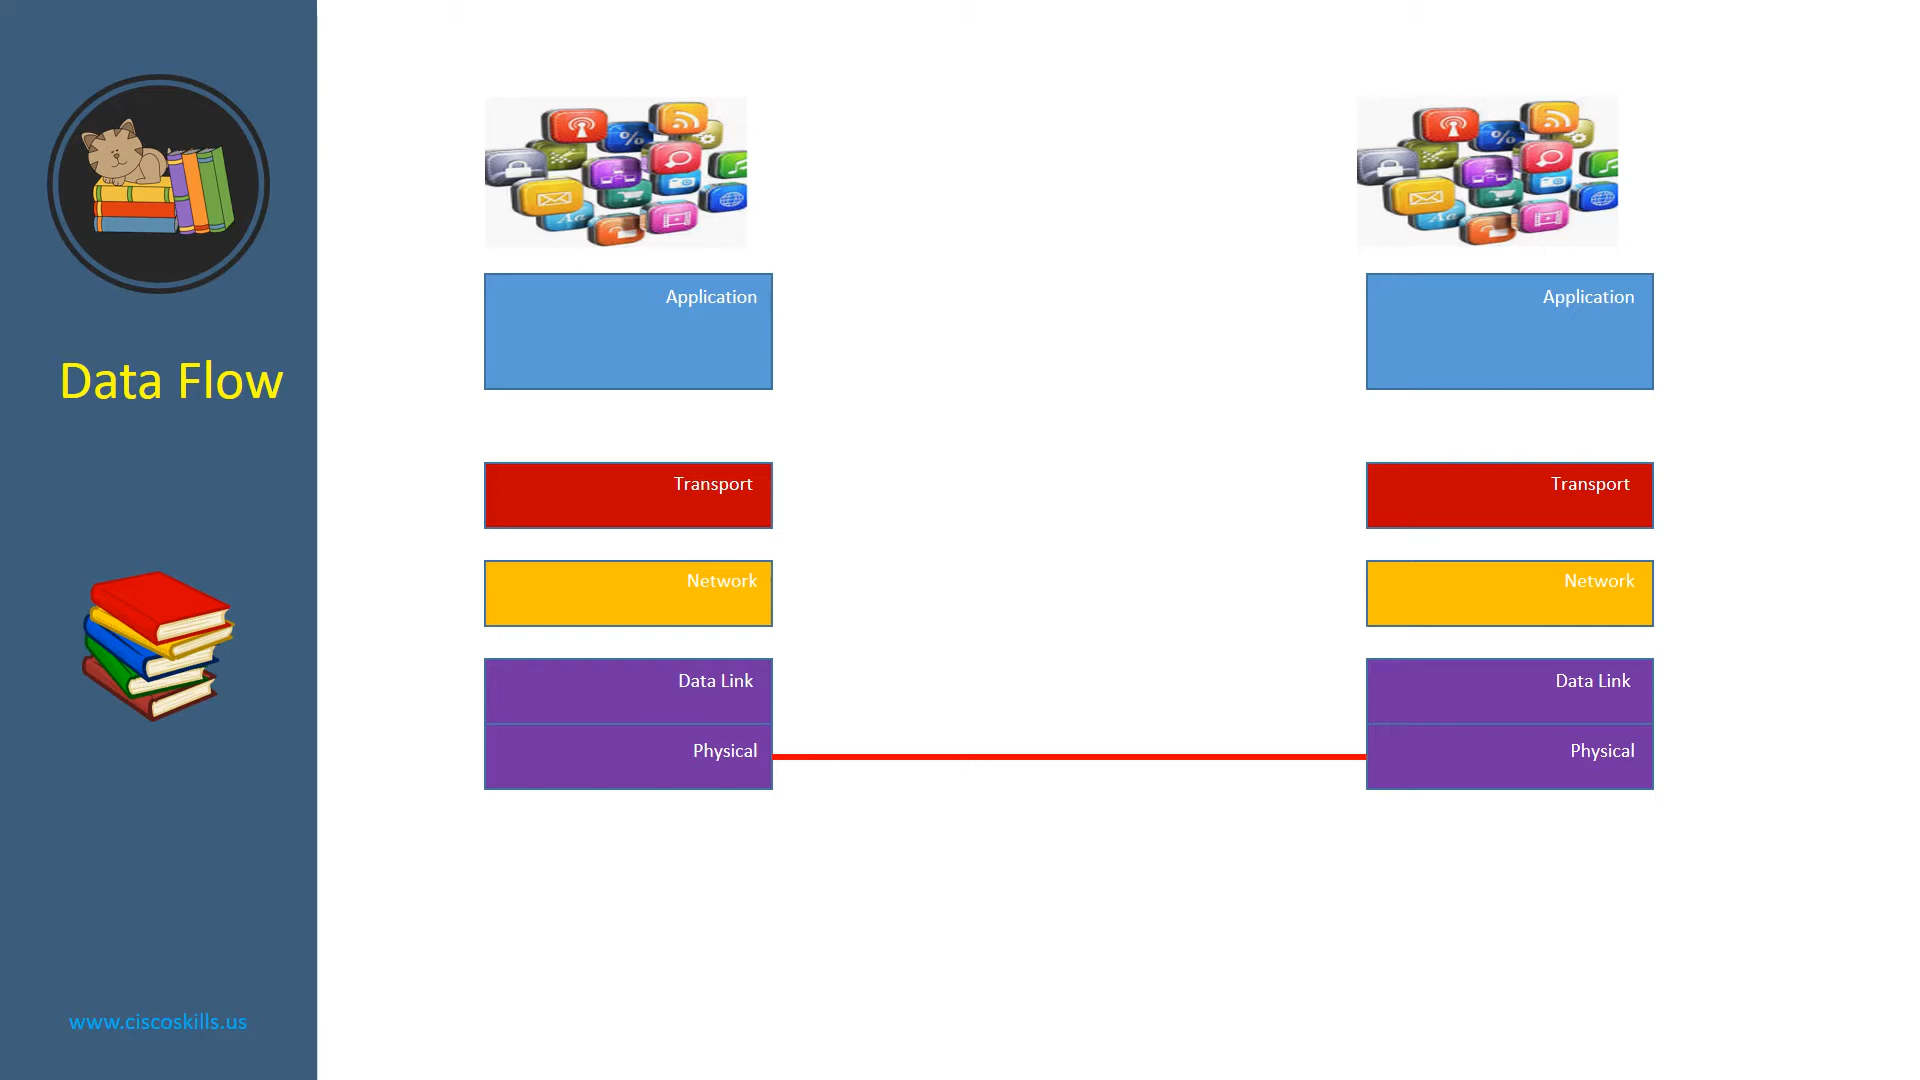 Data Flow
www.ciscoskills.us
Application
Transport
Network
Data Link
Physical
Application
Transport
Network
Data Link
Physical